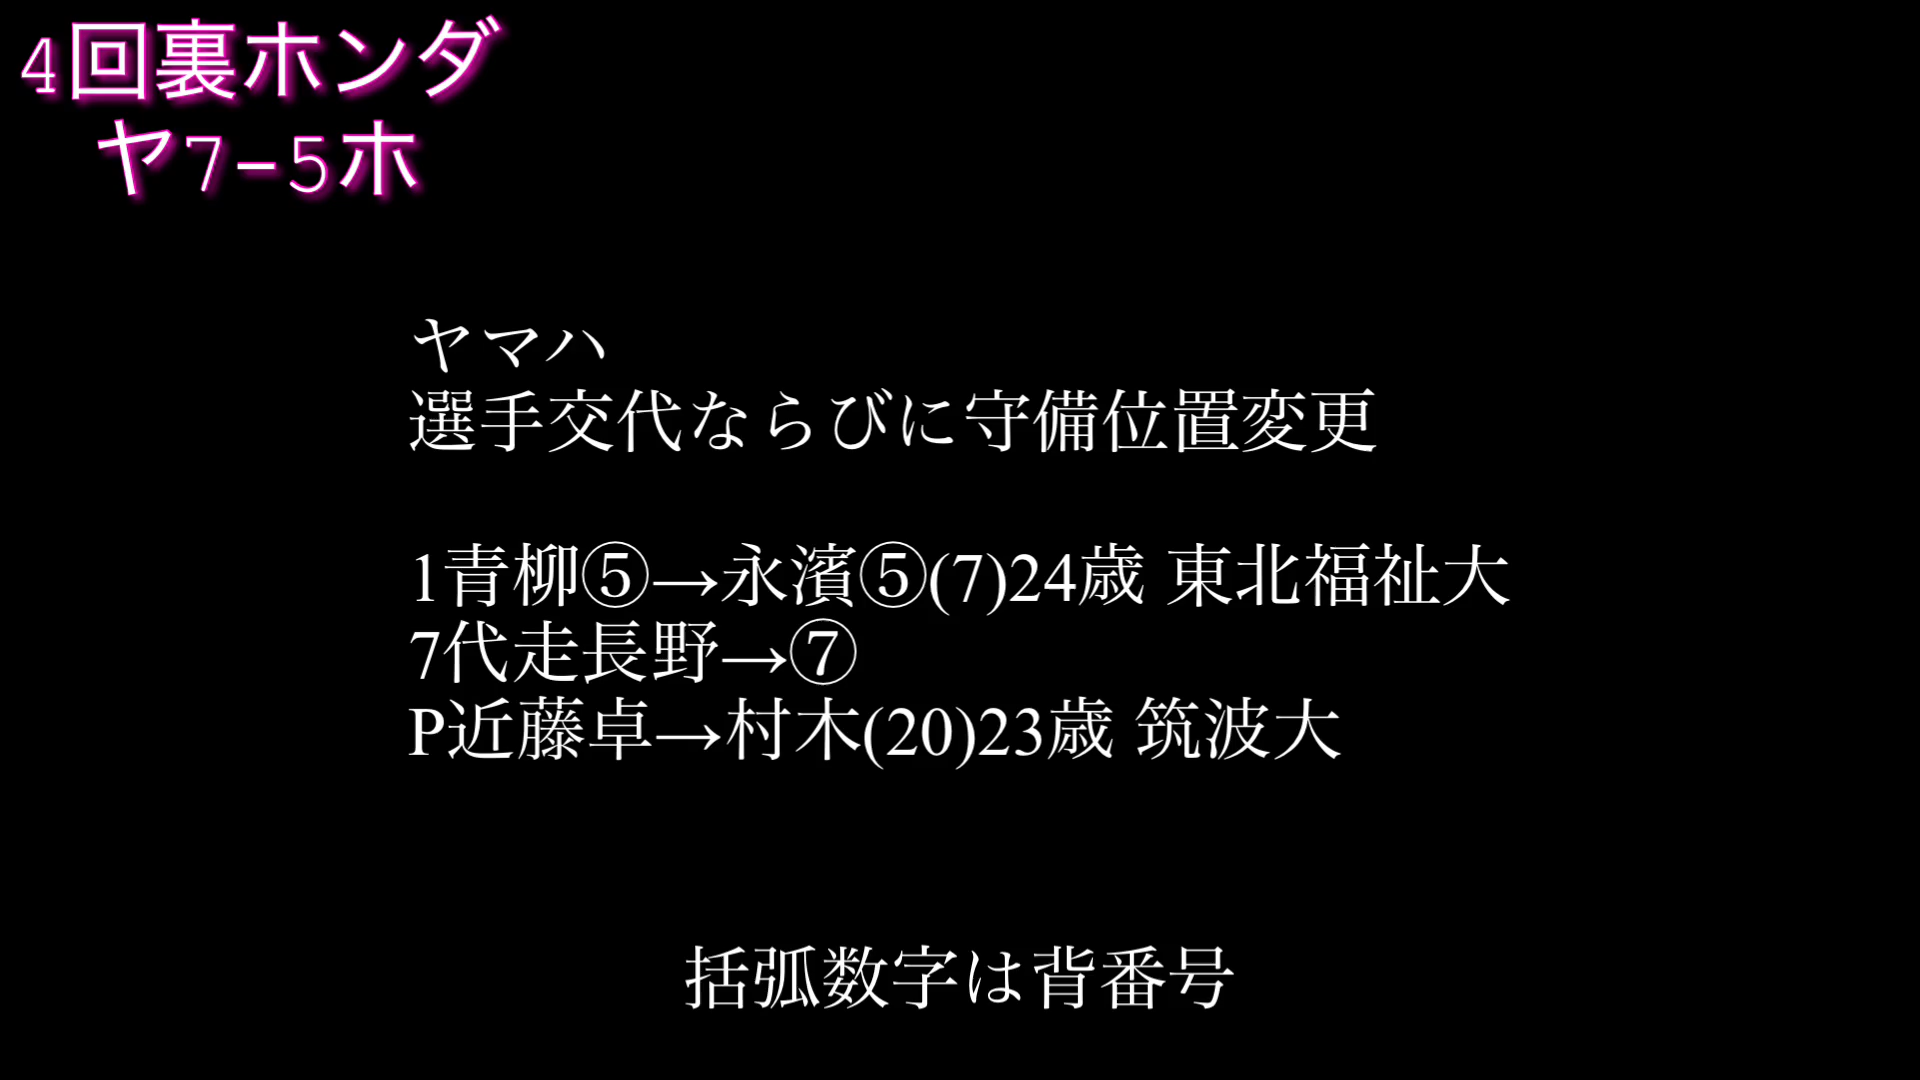 4回裏ホンダ
ヤ7-5ホ
ヤマハ
選手交代ならびに守備位置変更
1青柳⑤→永濱⑤(7)24歳 東北福祉大
7代走長野→⑦
P近藤卓→村木(20)23歳 筑波大
括弧数字は背番号